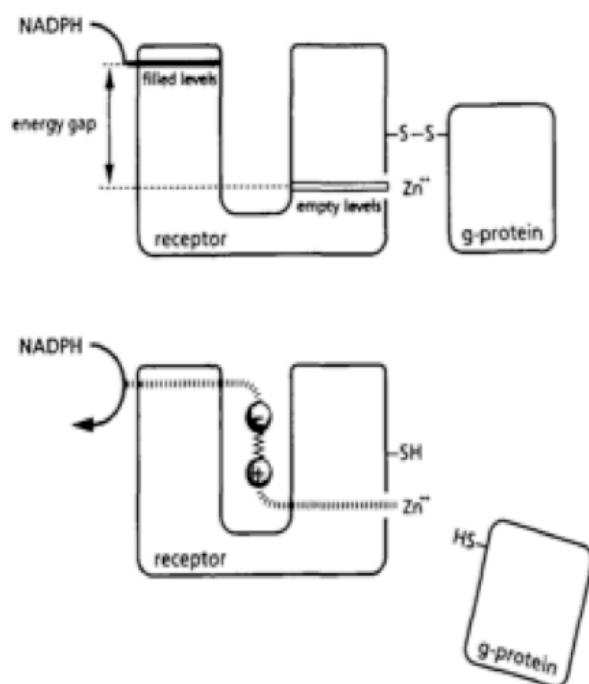 NADPH
filled levels
energy gap
S S
Zn⁺⁺
empty levels
receptor
g-protein
NADPH
−
+
SH
Zn⁺⁺
HS
receptor
g-protein